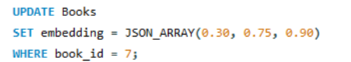 UPDATE Books
SET embedding = JSON_ARRAY(0.30, 0.75, 0.90)
WHERE book_id = 7;